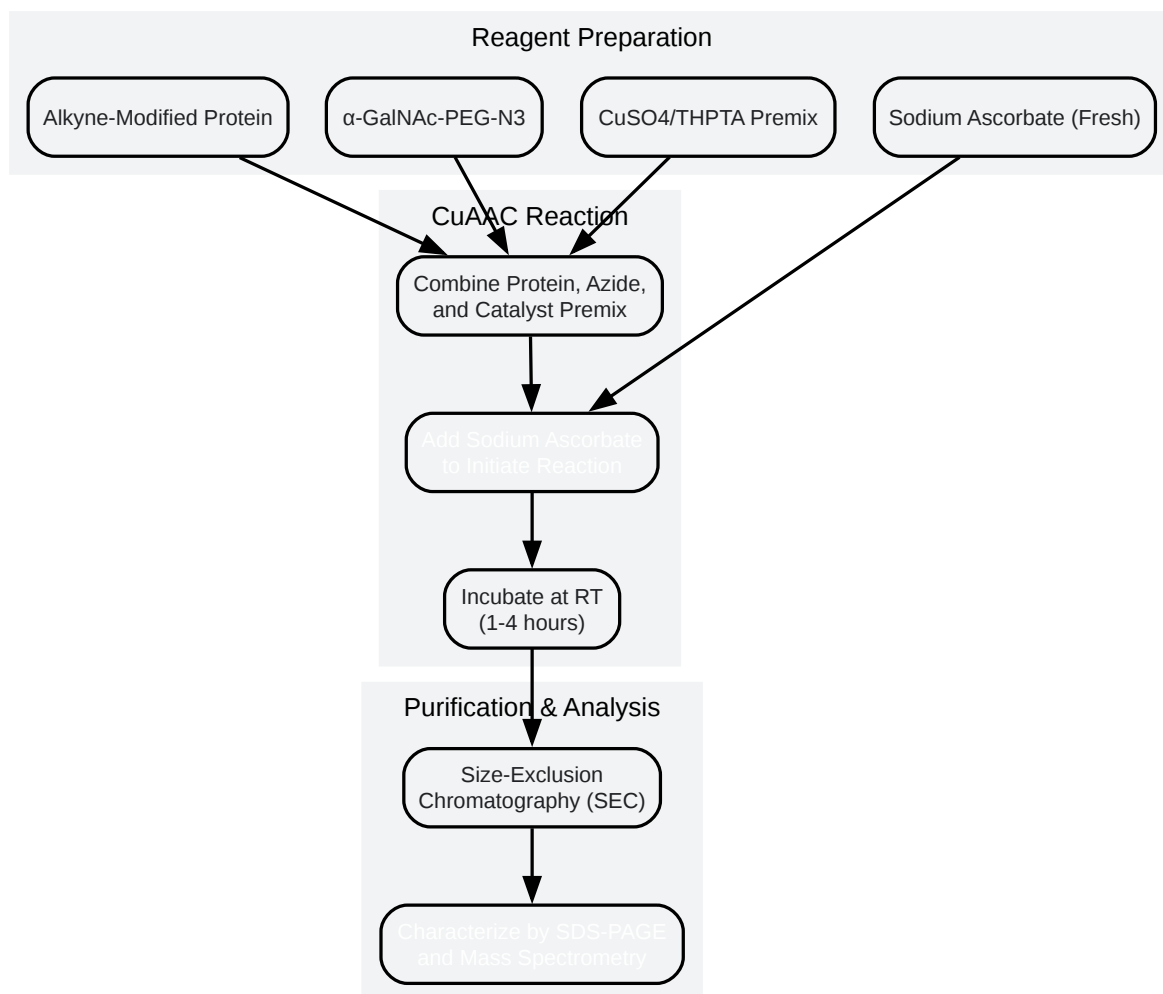 Reagent Preparation
Alkyne-Modified Protein
α-GalNAc-PEG-N3
CuSO4/THPTA Premix
Sodium Ascorbate (Fresh)
CuAAC Reaction
Combine Protein, Azide,
and Catalyst Premix
Add Sodium Ascorbate
to Initiate Reaction
Incubate at RT
(1-4 hours)
Purification & Analysis
Size-Exclusion
Chromatography (SEC)
Characterize by SDS-PAGE
and Mass Spectrometry